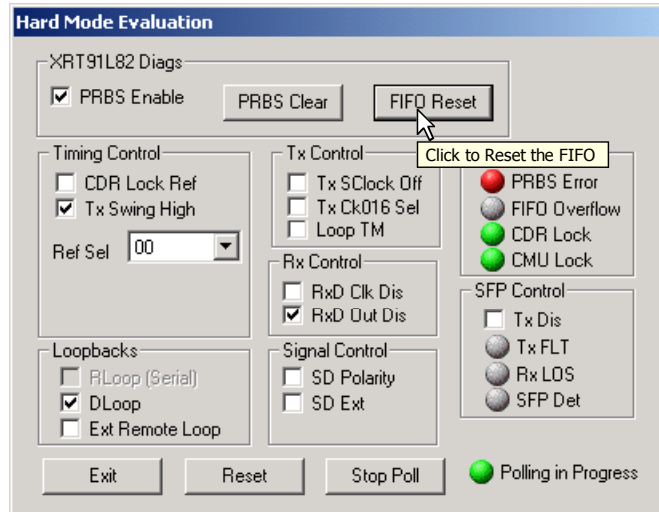 Hard Mode Evaluation
XRT91L82 Diags
PRBS Enable
PRBS Clear
FIFO Reset
Click to Reset the FIFO
Timing Control
CDR Lock Ref
Tx Swing High
Ref Sel
00
Tx Control
Tx SClock Off
Tx Ck016 Sel
Loop TM
PRBS Error
FIFO Overflow
CDR Lock
CMU Lock
Rx Control
RxD Clk Dis
RxD Out Dis
SFP Control
Tx Dis
Tx FLT
Rx LOS
SFP Det
Loopbacks
RLoop (Serial)
DLoop
Ext Remote Loop
Signal Control
SD Polarity
SD Ext
Exit
Reset
Stop Poll
Polling in Progress